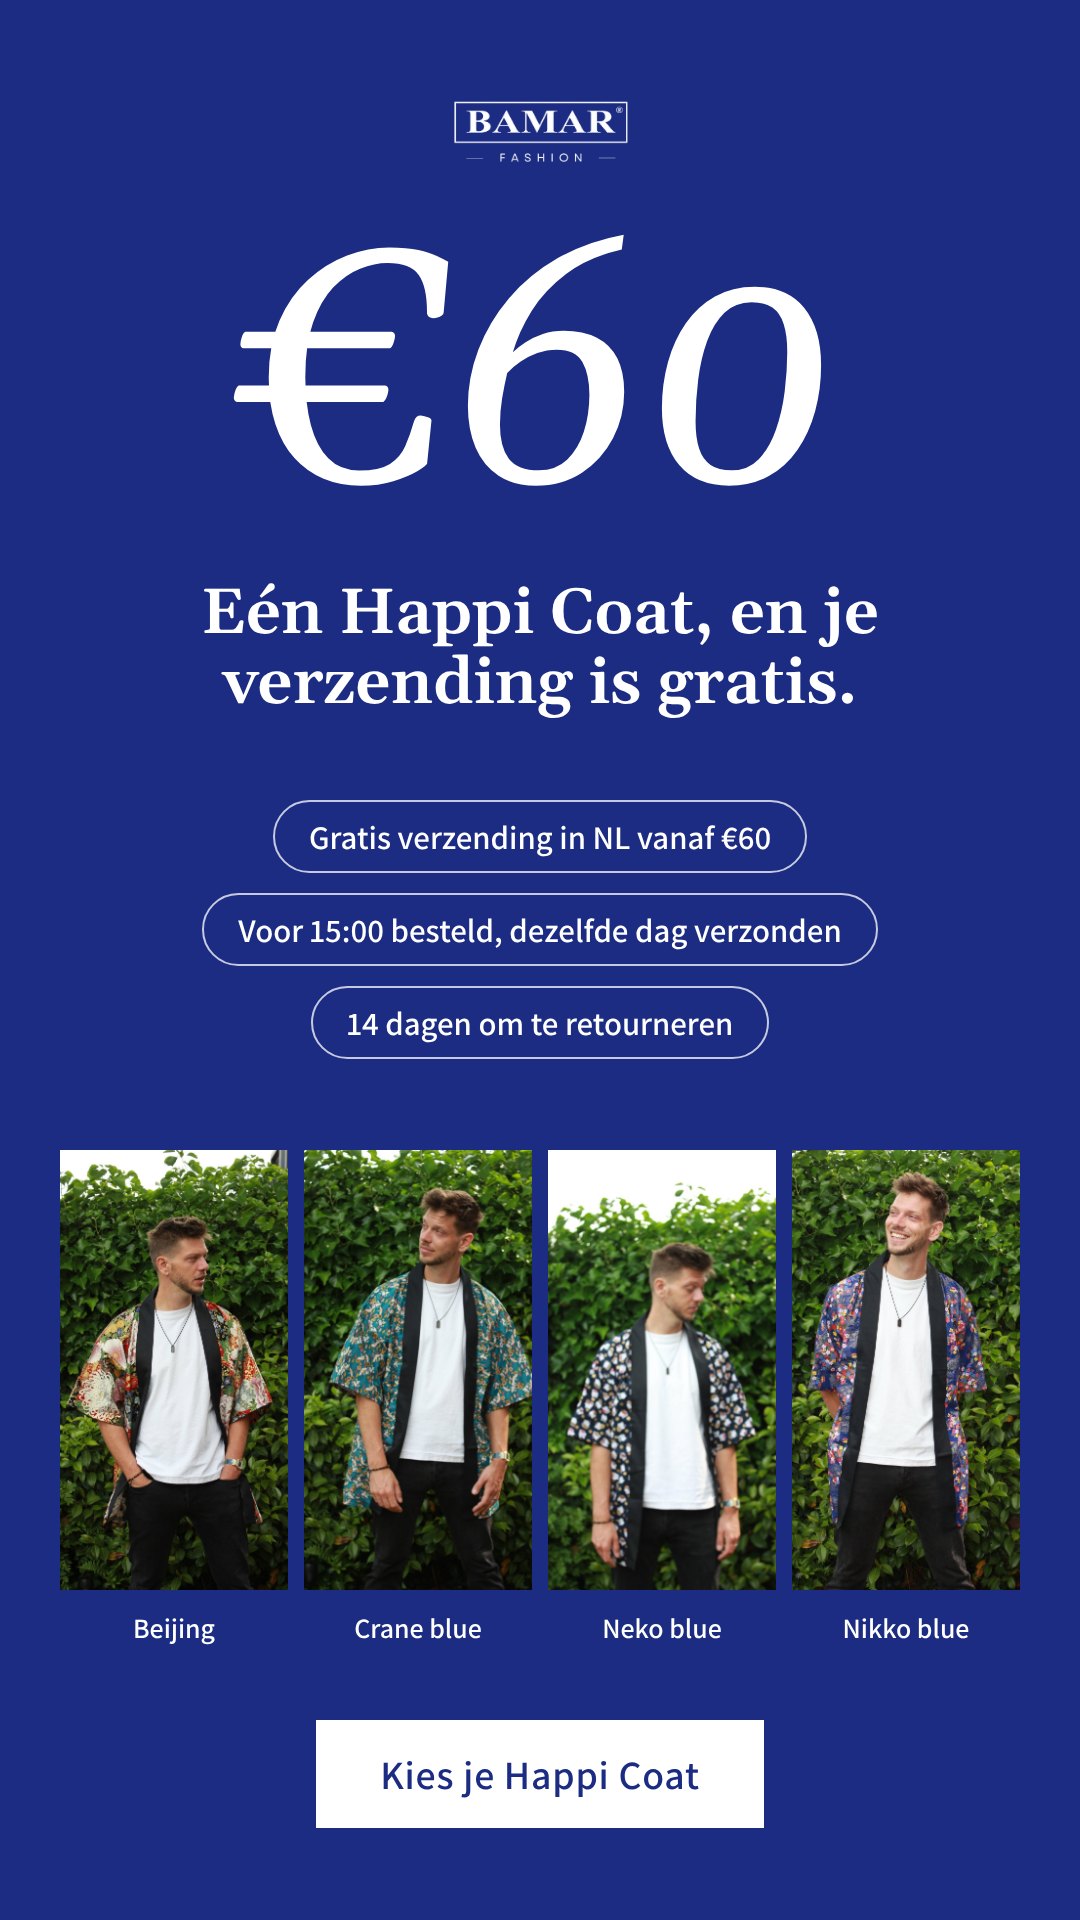 BAMAR®
FASHION
€60
Eén Happi Coat, en je
verzending is gratis.
Gratis verzending in NL vanaf €60
Voor 15:00 besteld, dezelfde dag verzonden
14 dagen om te retourneren
Beijing
Crane blue
Neko blue
Nikko blue
Kies je Happi Coat